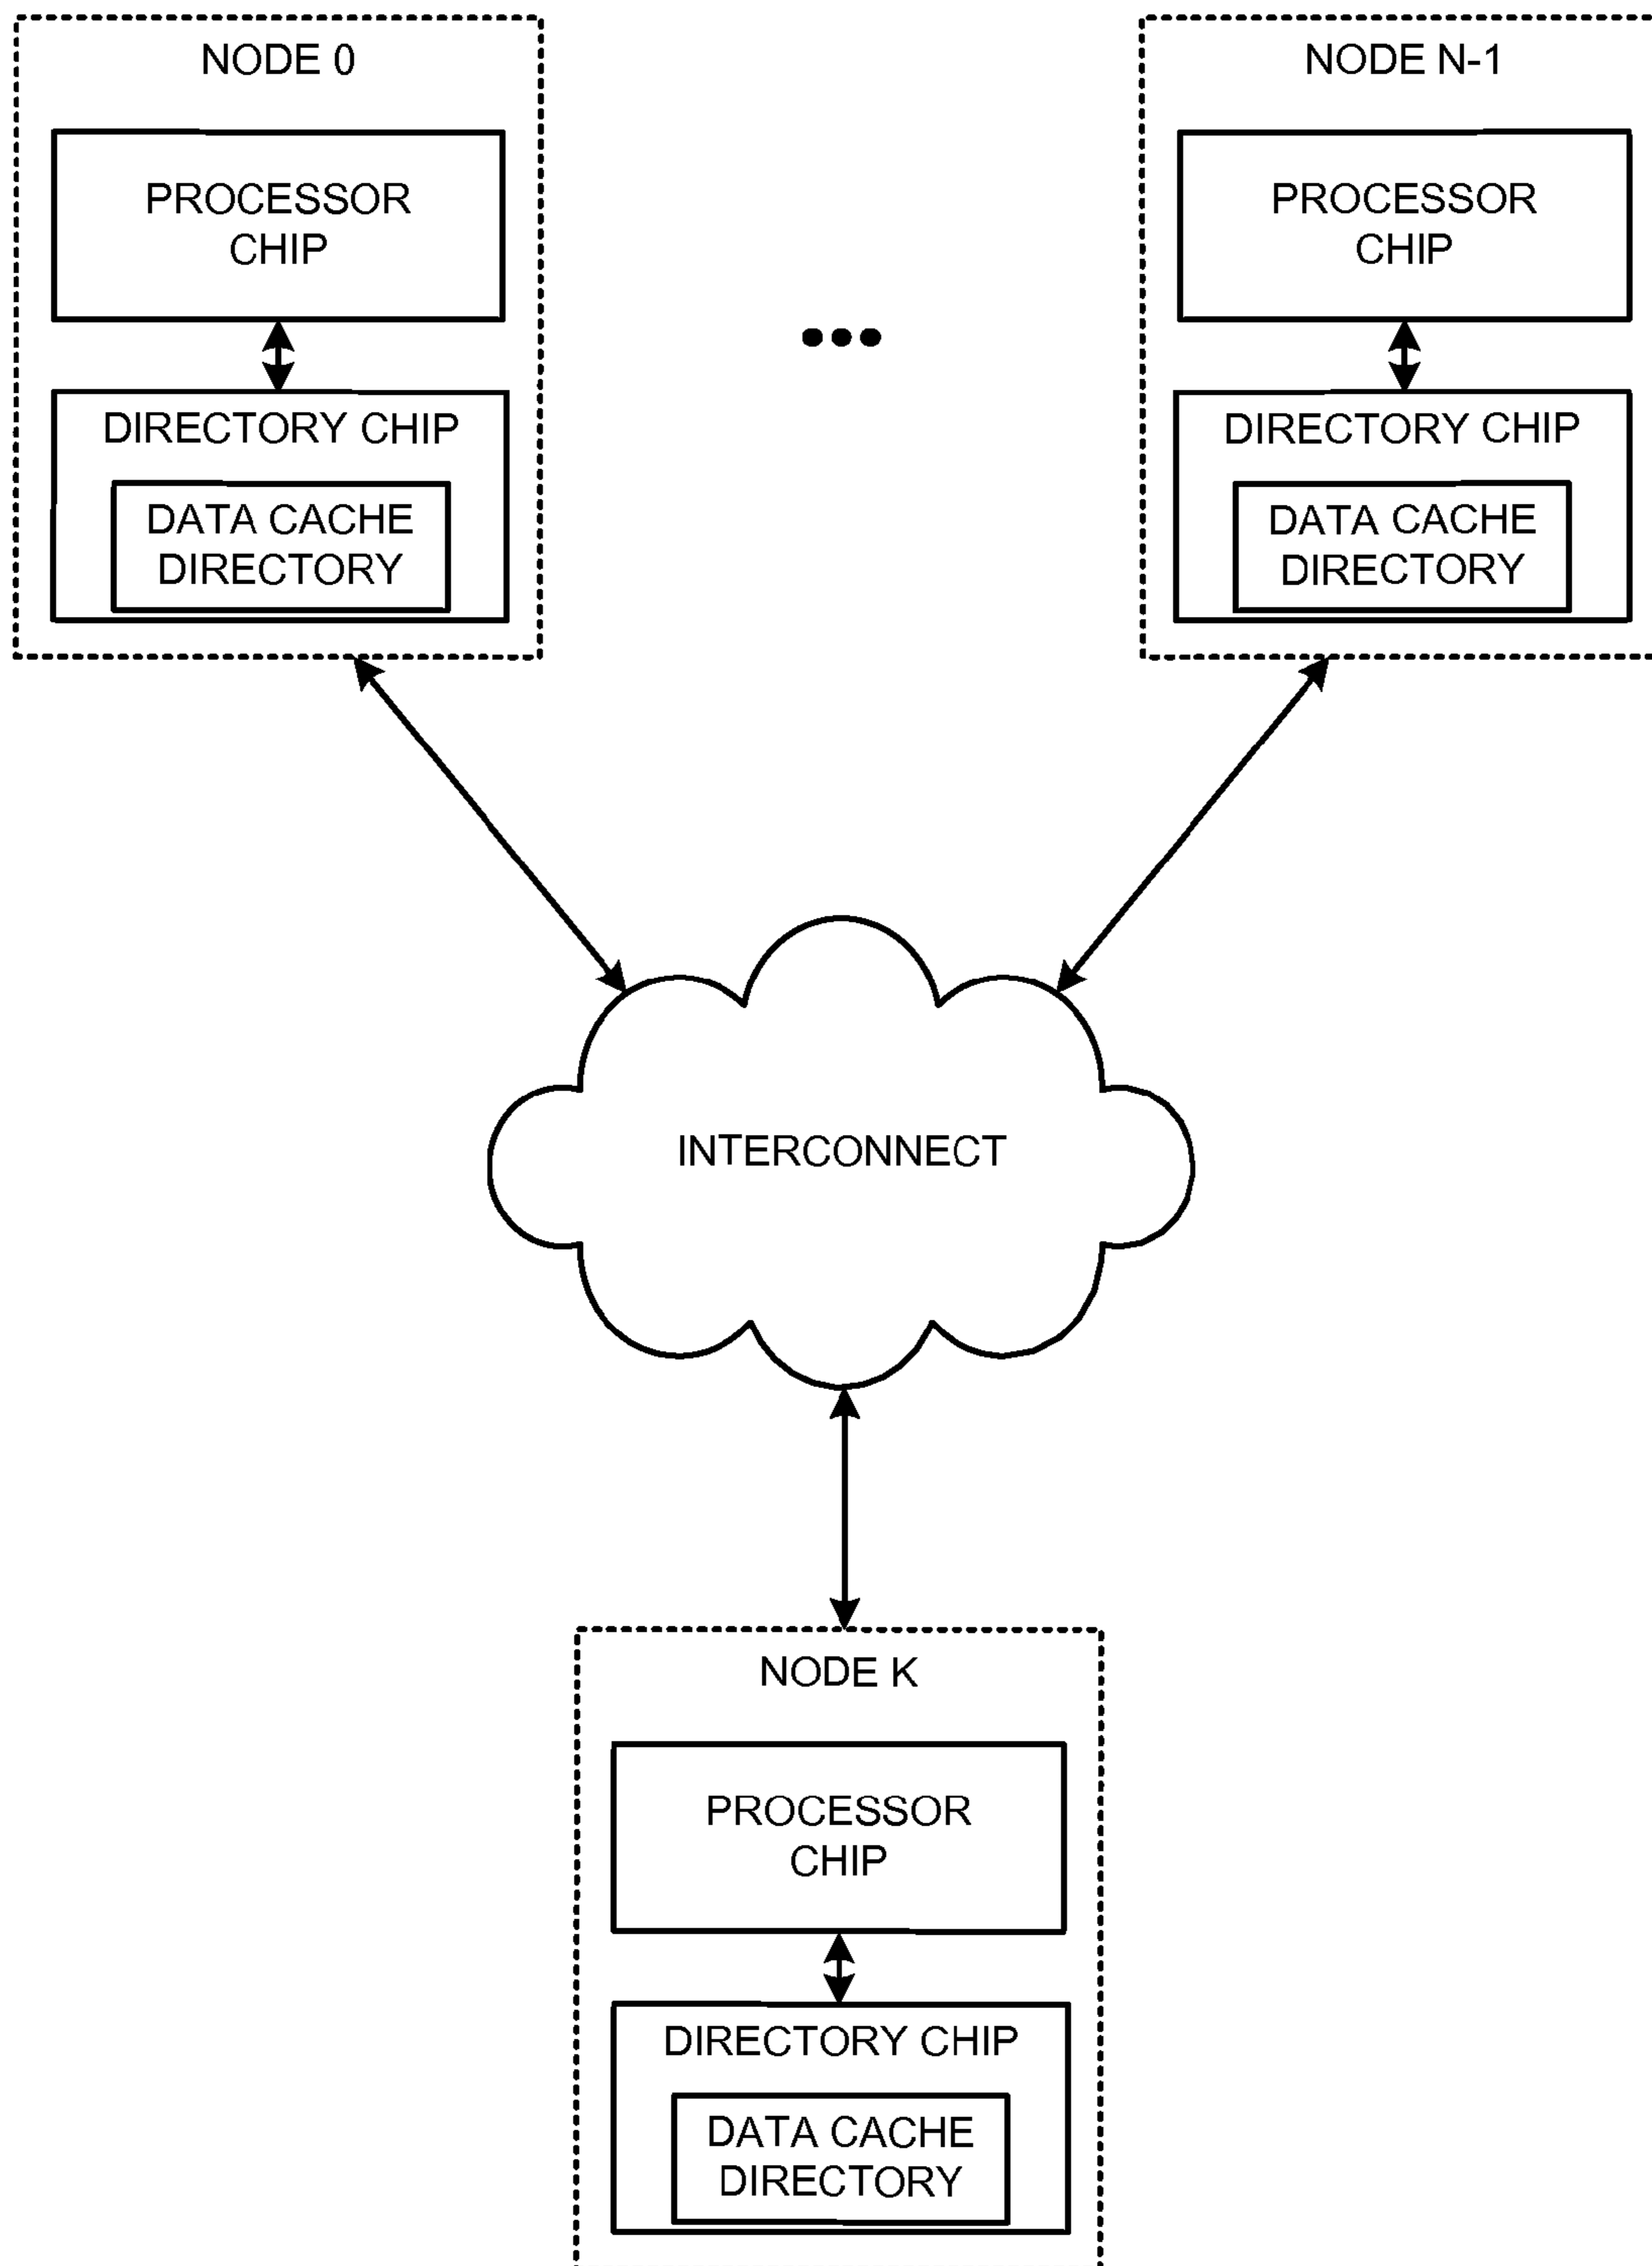 NODE 0
PROCESSOR
CHIP
DIRECTORY CHIP
DATA CACHE
DIRECTORY
NODE N-1
PROCESSOR
CHIP
DIRECTORY CHIP
DATA CACHE
DIRECTORY
INTERCONNECT
NODE K
PROCESSOR
CHIP
DIRECTORY CHIP
DATA CACHE
DIRECTORY